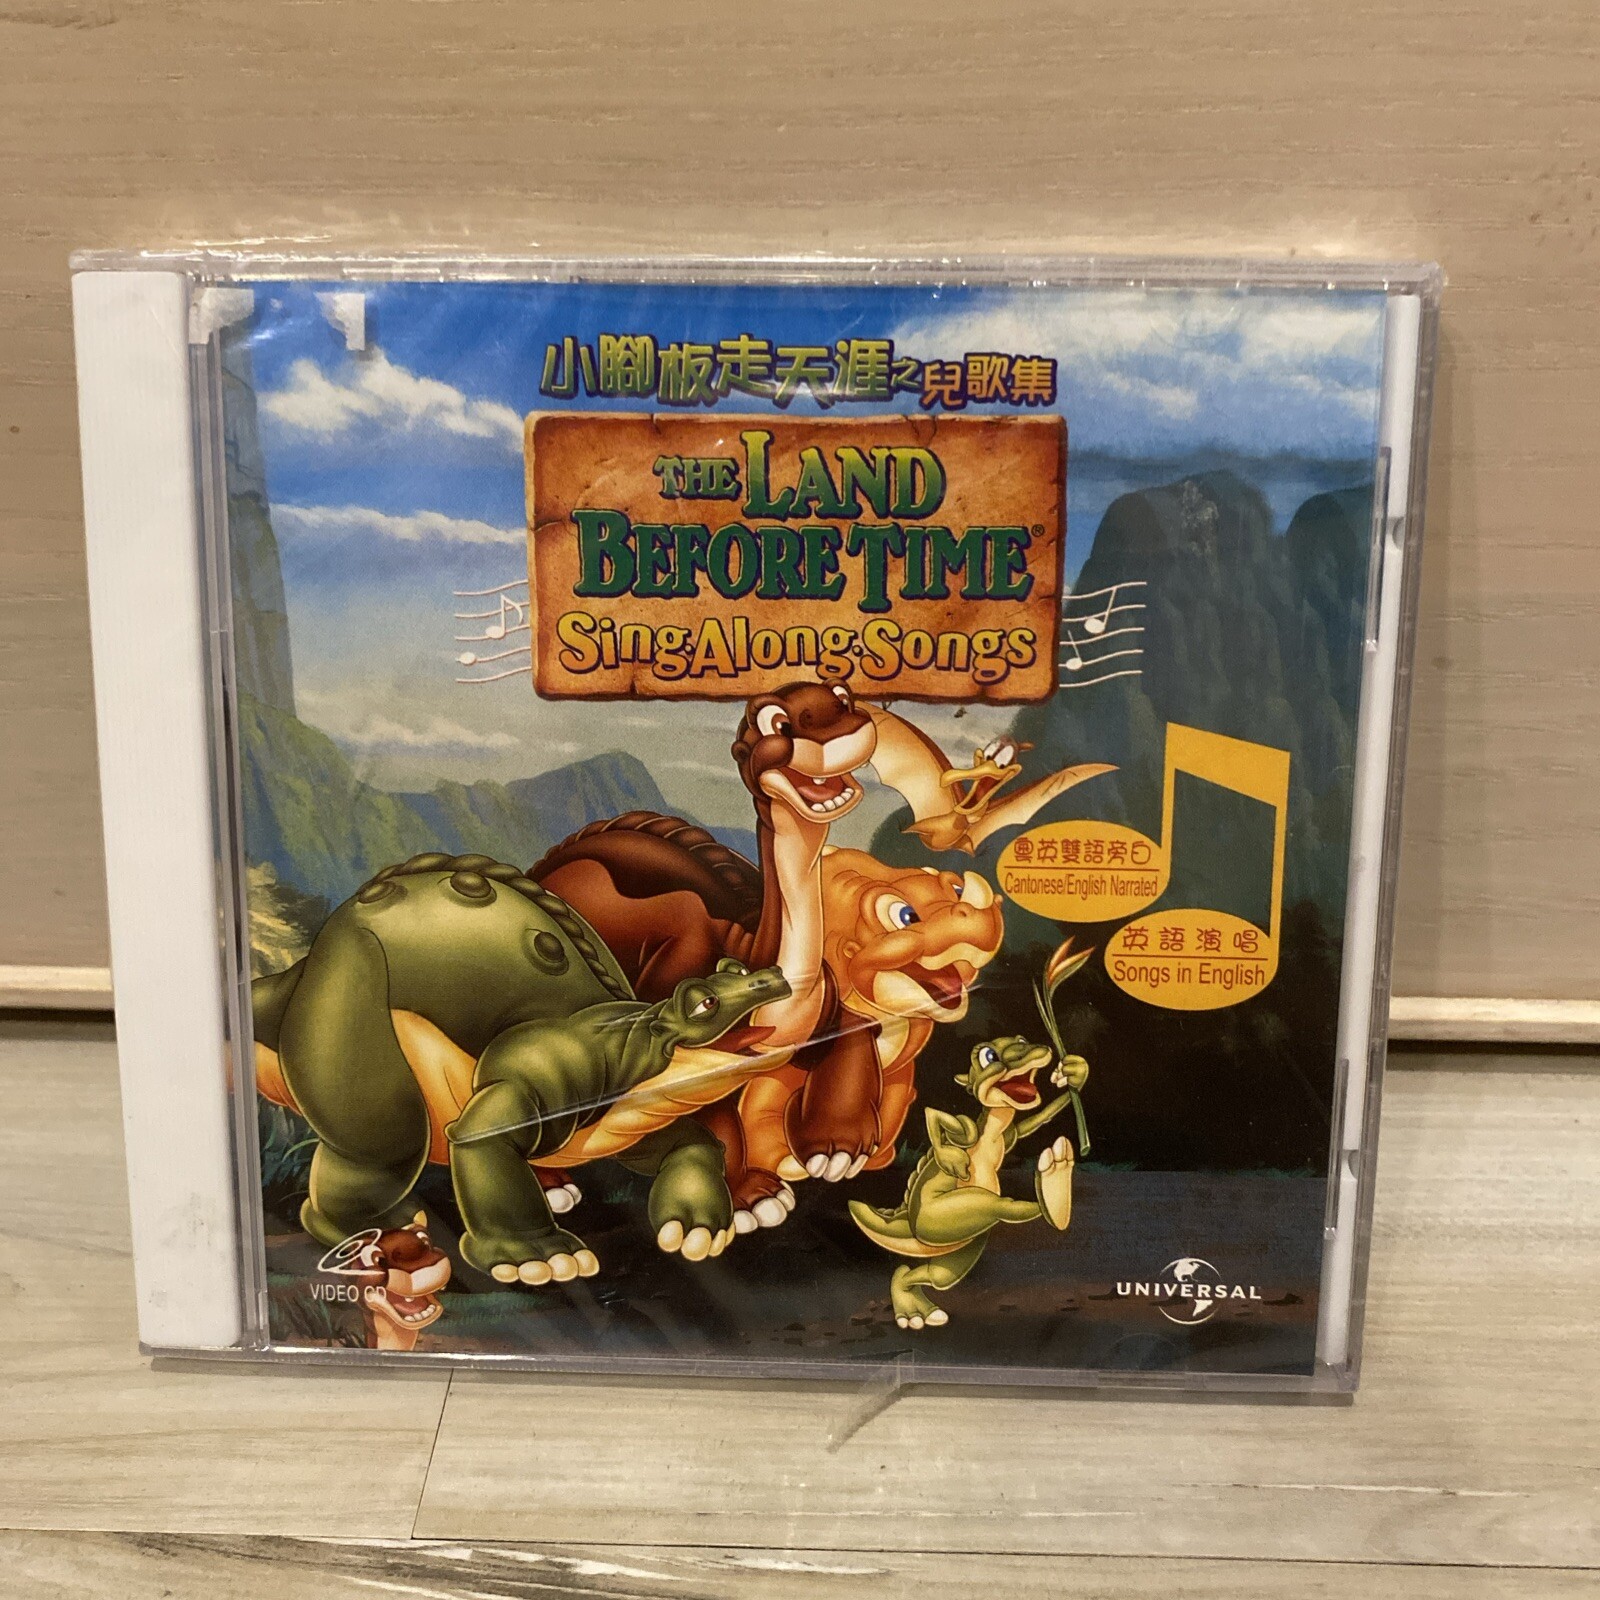 小腳板走天涯之兒歌集
THE LAND
BEFORE TIME®
Sing·Along·Songs
粵英雙語旁白
Cantonese/English Narrated
英語演唱
Songs in English
VIDEO CD
UNIVERSAL